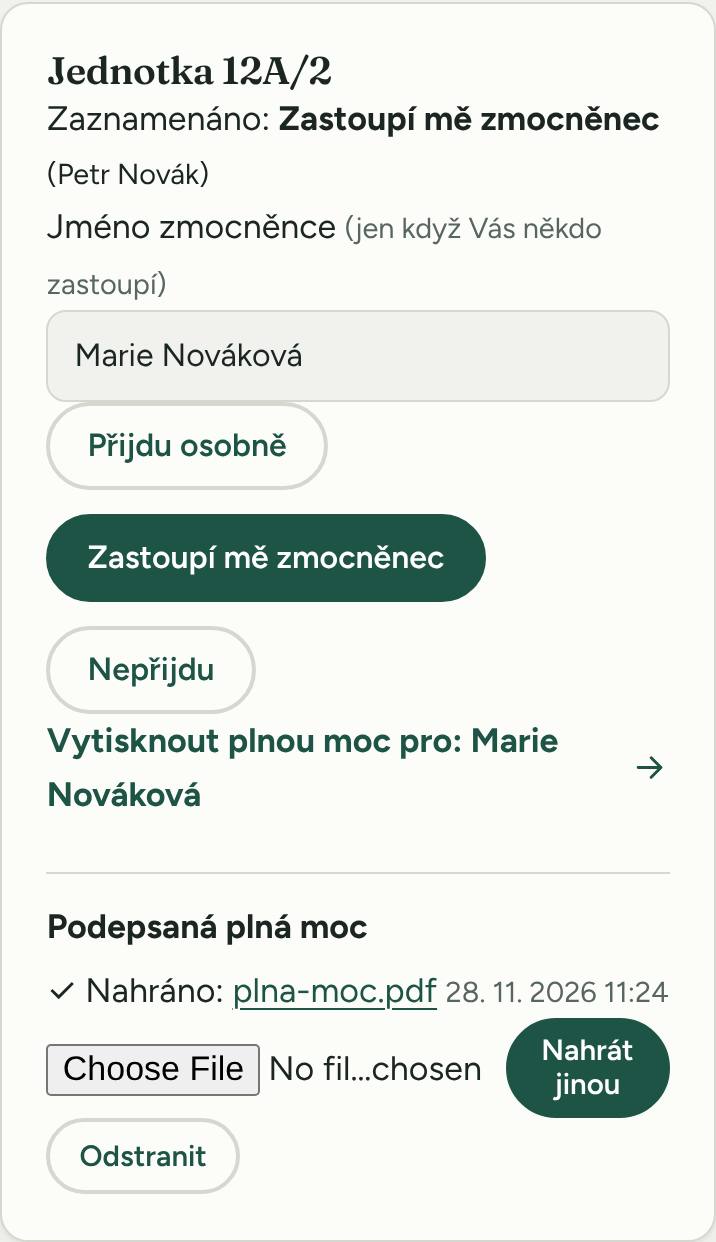 Jednotka 12A/2
Zaznamenáno: Zastoupí mě zmocněnec
(Petr Novák)
Jméno zmocněnce (jen když Vás někdo
zastoupí)
Marie Nováková
Přijdu osobně
Zastoupí mě zmocněnec
Nepřijdu
Vytisknout plnou moc pro: Marie
Nováková →
Podepsaná plná moc
✓ Nahráno: plna-moc.pdf 28. 11. 2026 11:24
Choose File No fil...chosen
Nahrát
jinou
Odstranit